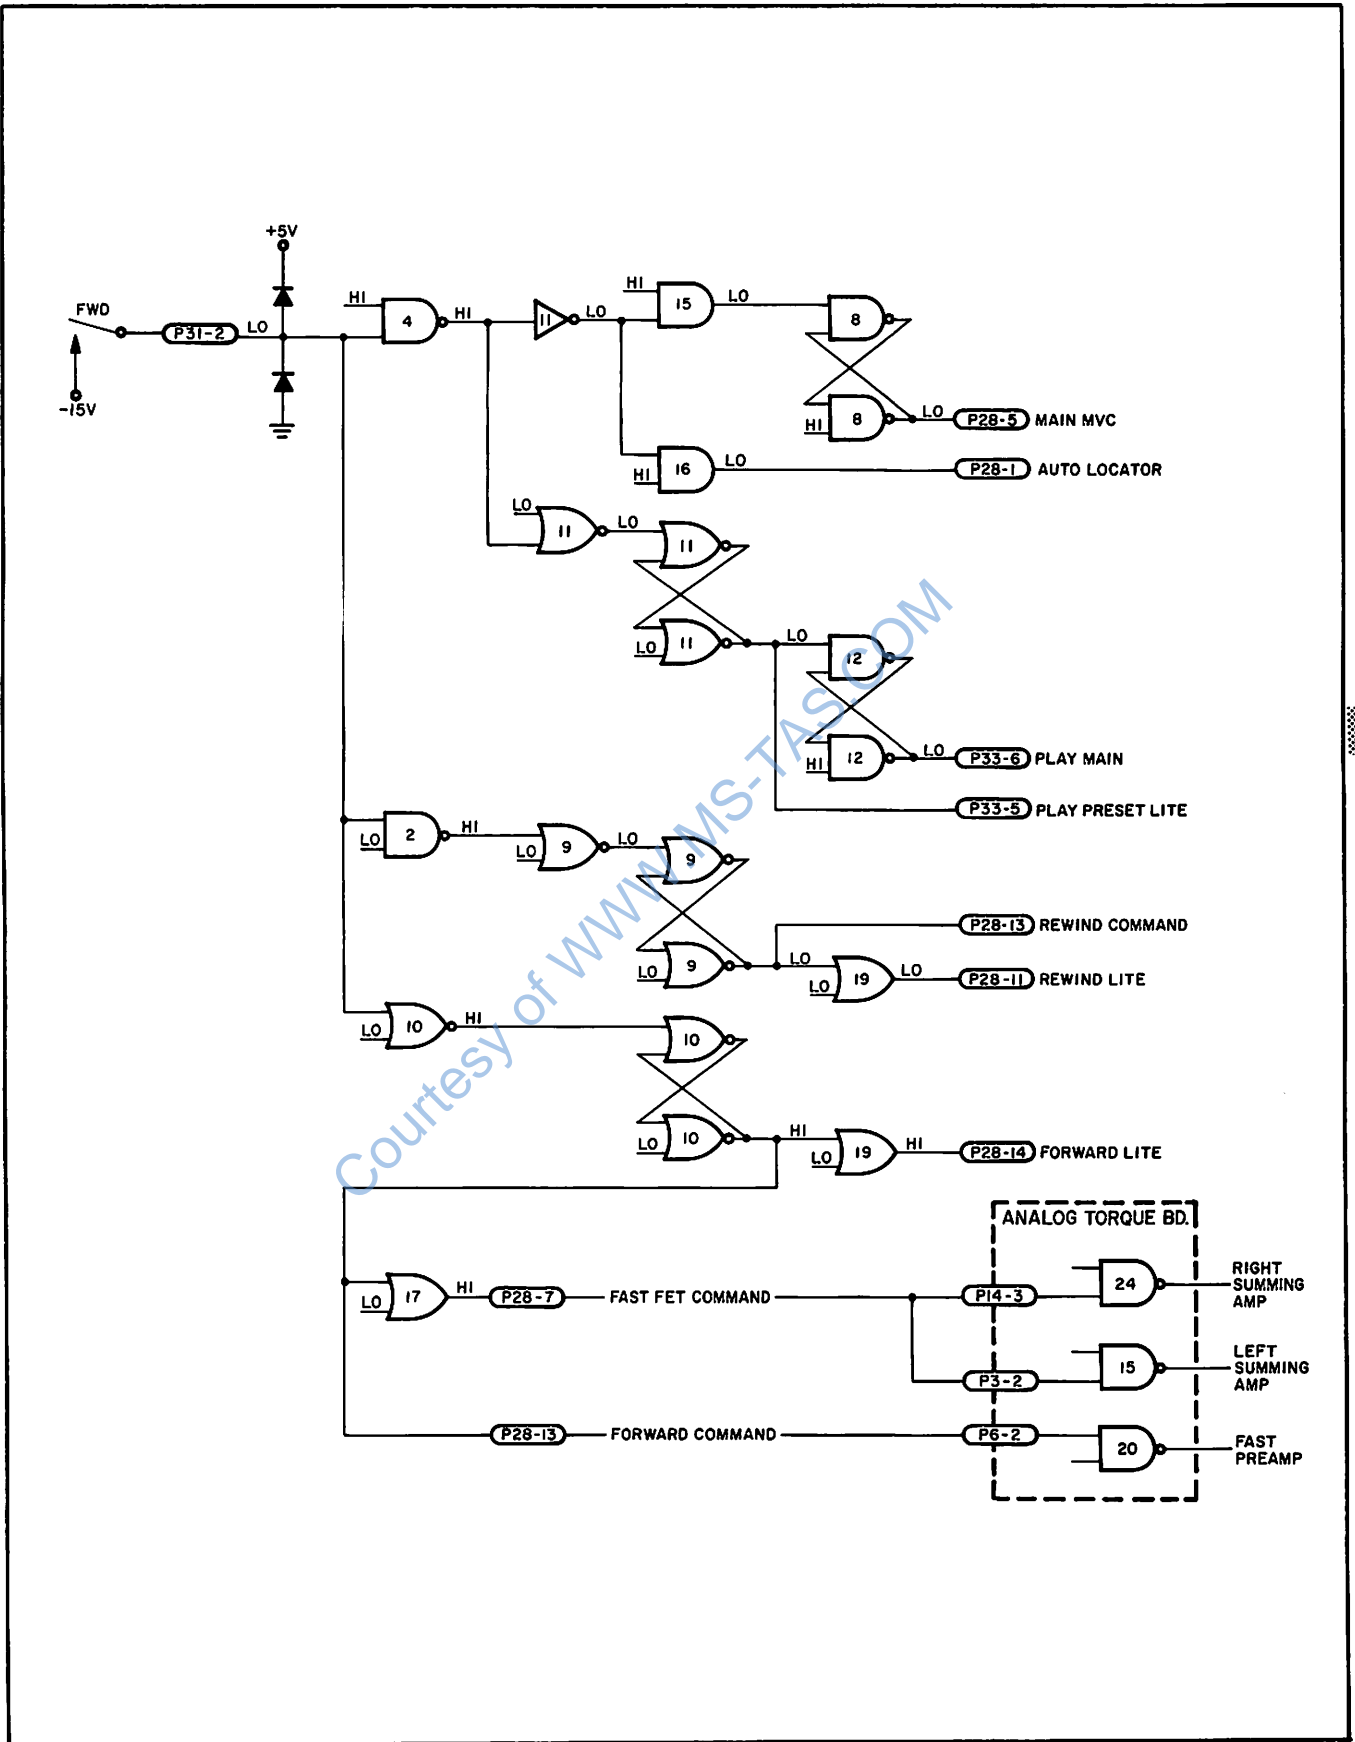 +5V
FWD
P31-2
LO
-15V
HI
4
HI
11
LO
HI
15
LO
8
HI
8
LO
P28-5 MAIN MVC
HI
16
LO
P28-1 AUTO LOCATOR
LO
11
LO
11
LO
11
LO
12
HI
12
LO
P33-6 PLAY MAIN
P33-5 PLAY PRESET LITE
LO
2
HI
LO
9
LO
9
LO
9
LO
P28-13 REWIND COMMAND
LO
19
LO
P28-11 REWIND LITE
LO
10
HI
10
LO
10
HI
LO
19
HI
P28-14 FORWARD LITE
LO
17
HI
P28-7 FAST FET COMMAND
P28-13 FORWARD COMMAND
ANALOG TORQUE BD.
P14-3
24
RIGHT
SUMMING
AMP
P3-2
15
LEFT
SUMMING
AMP
P6-2
20
FAST
PREAMP
Courtesy of WWW.MS-TAS.COM